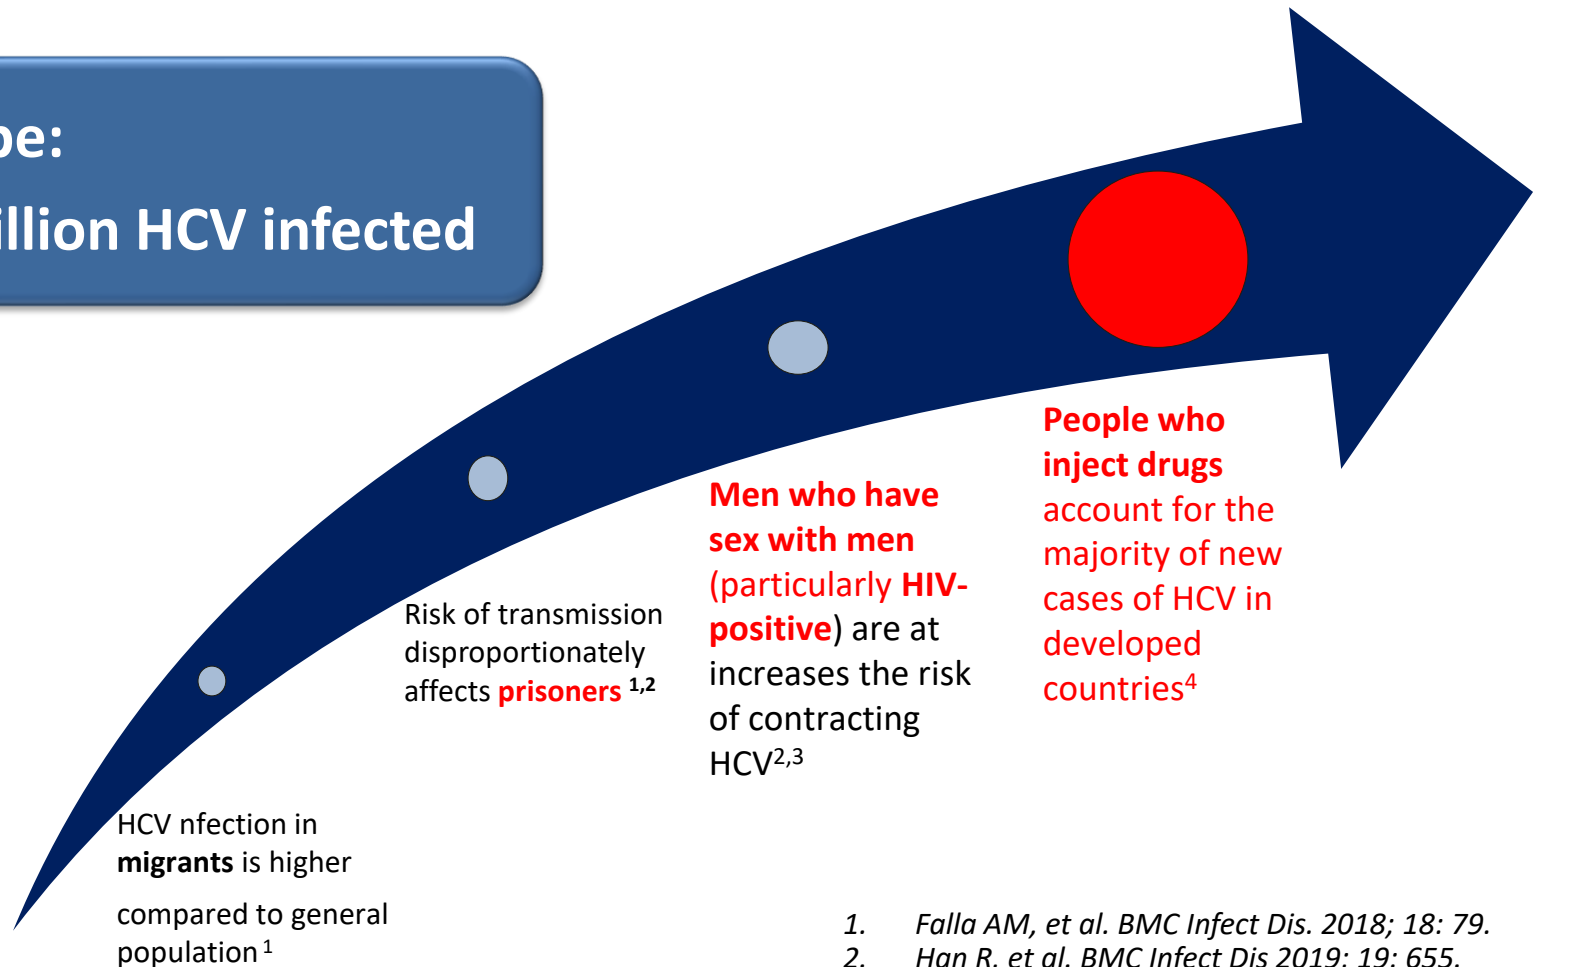 pe:
illion HCV infected
HCV nfection in
migrants is higher
compared to general
population 1
Risk of transmission
disproportionately
affects prisoners 1,2
Men who have
sex with men
(particularly HIV-
positive) are at
increases the risk
of contracting
HCV2,3
People who
inject drugs
account for the
majority of new
cases of HCV in
developed
countries4
1. Falla AM, et al. BMC Infect Dis. 2018; 18: 79.
2. Han R, et al. BMC Infect Dis 2019; 19: 655.